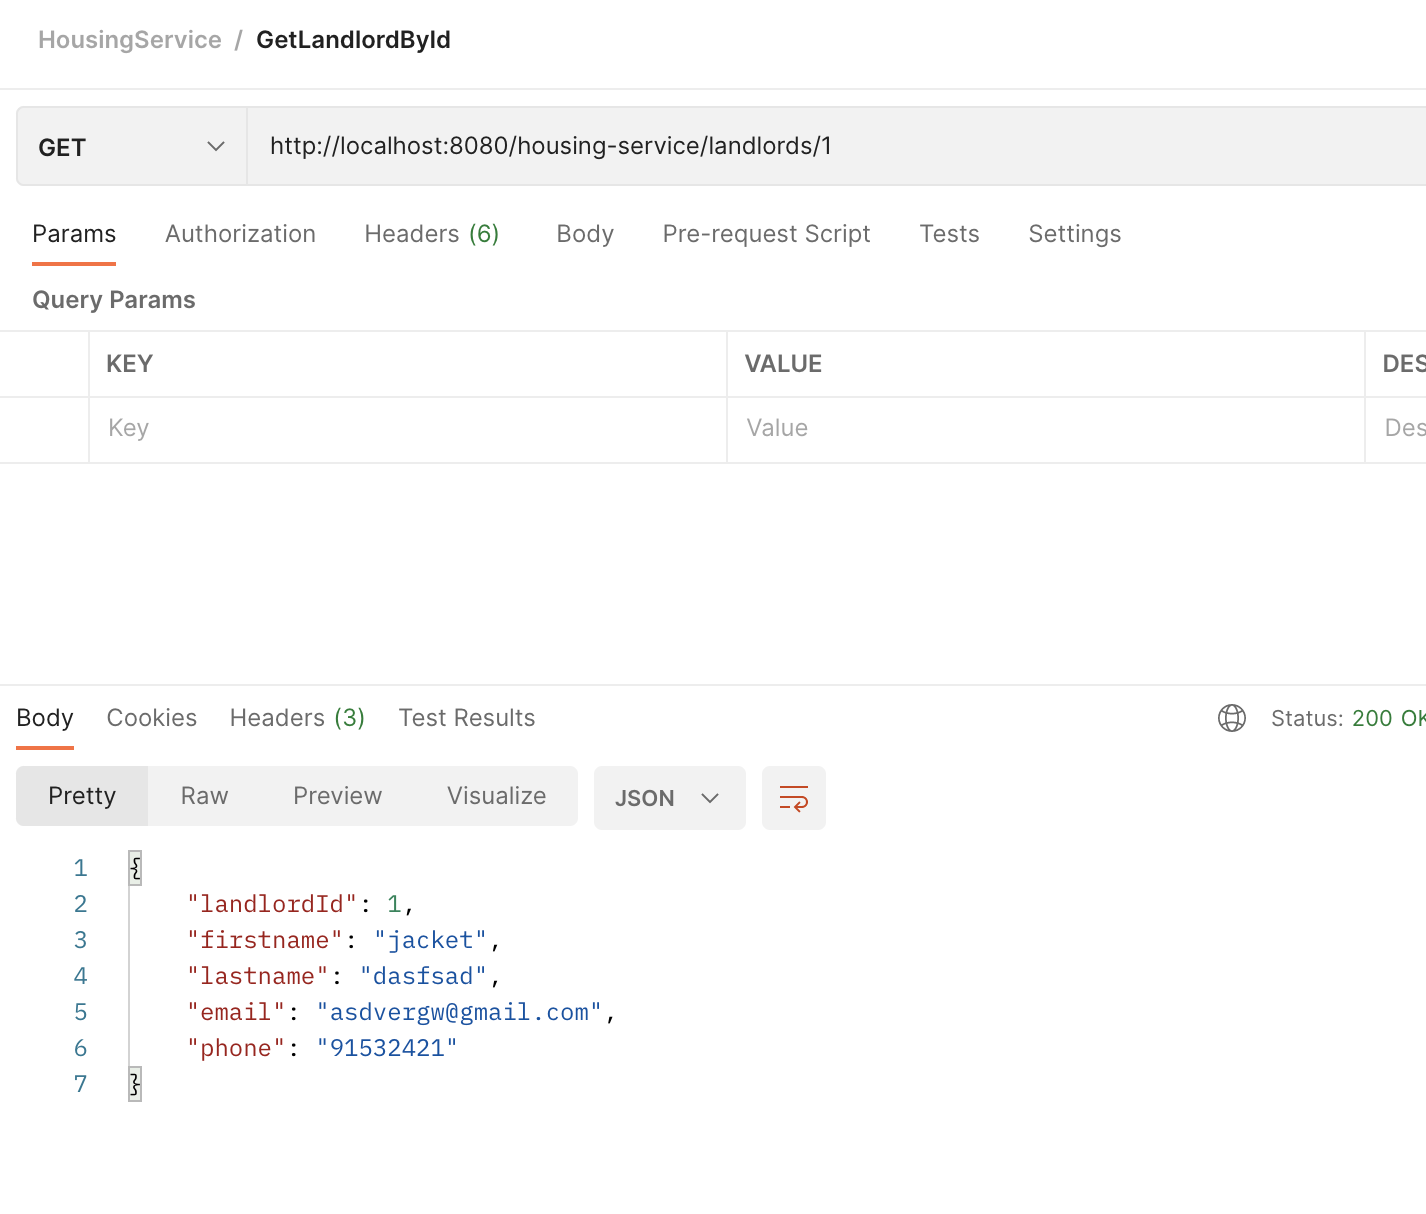 HousingService / GetLandlordById
GET http://localhost:8080/housing-service/landlords/1
Params Authorization Headers (6) Body Pre-request Script Tests Settings
Query Params
KEY VALUE DES
Key Value Des
Body Cookies Headers (3) Test Results Status: 200 OK
Pretty Raw Preview Visualize JSON
1 {
2 "landlordId": 1,
3 "firstname": "jacket",
4 "lastname": "dasfsad",
5 "email": "asdvergw@gmail.com",
6 "phone": "91532421"
7 }